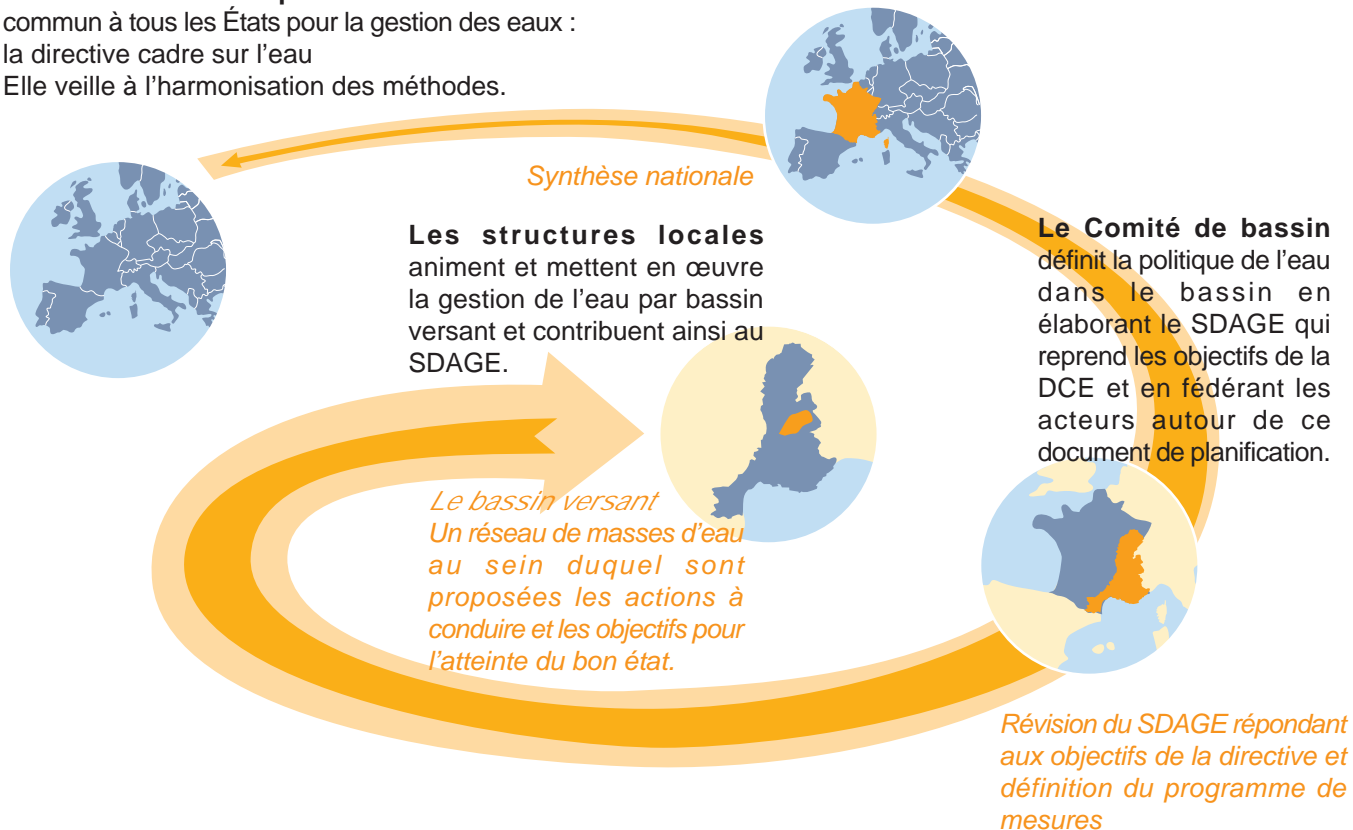 commun à tous les États pour la gestion des eaux :
la directive cadre sur l’eau
Elle veille à l’harmonisation des méthodes.
Synthèse nationale
Les structures locales
animent et mettent en œuvre
la gestion de l’eau par bassin
versant et contribuent ainsi au
SDAGE.
Le Comité de bassin
définit la politique de l’eau
dans le bassin en
élaborant le SDAGE qui
reprend les objectifs de la
DCE et en fédérant les
acteurs autour de ce
document de planification.
Le bassin versant
Un réseau de masses d’eau
au sein duquel sont
proposées les actions à
conduire et les objectifs pour
l’atteinte du bon état.
Révision du SDAGE répondant
aux objectifs de la directive et
définition du programme de
mesures